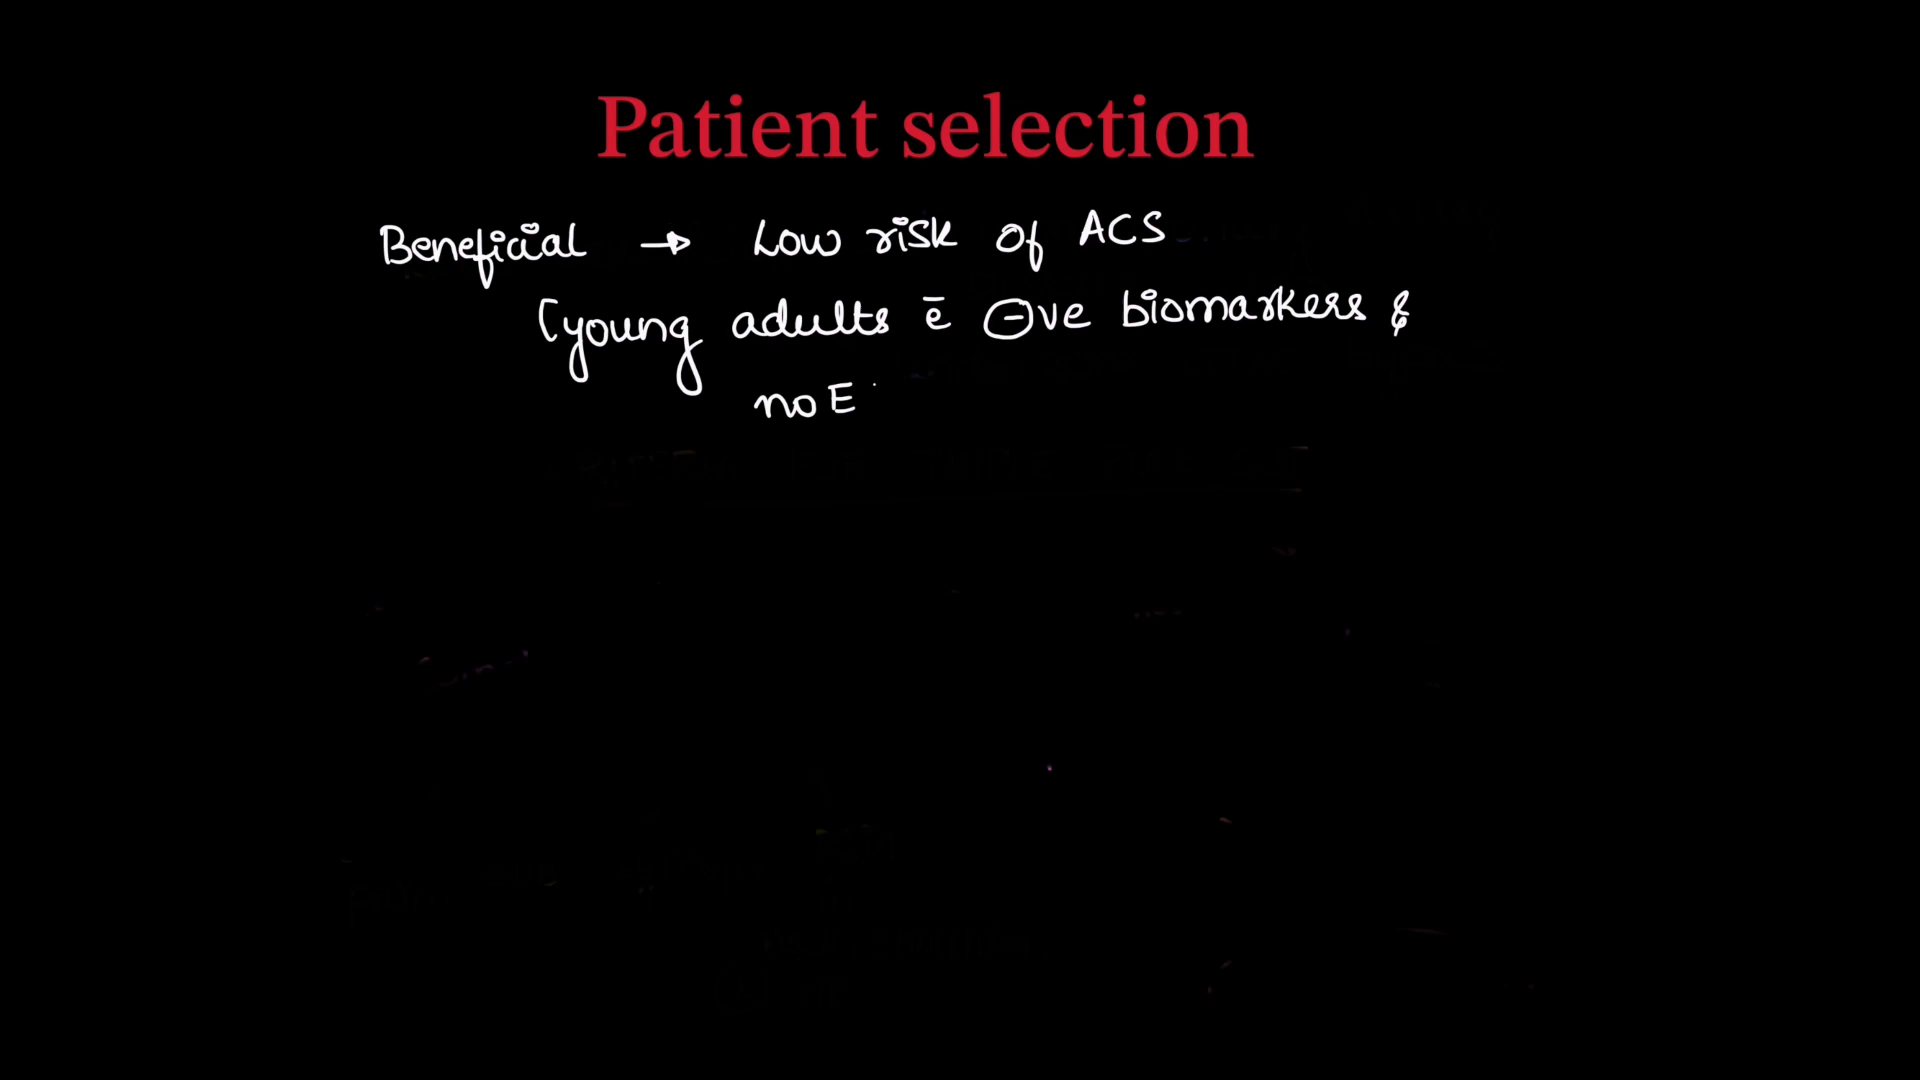 Patient selection
Beneficial → Low risk of ACS
(young adults ē ⊖ve biomarkers &
no E